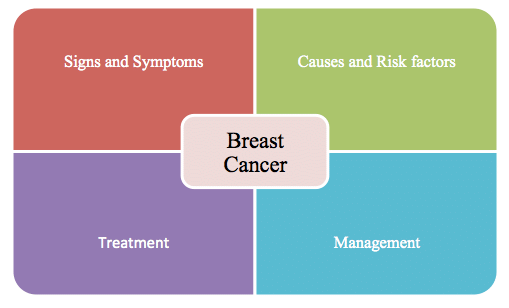 Signs and Symptoms
Causes and Risk factors
Breast
Cancer
Treatment
Management